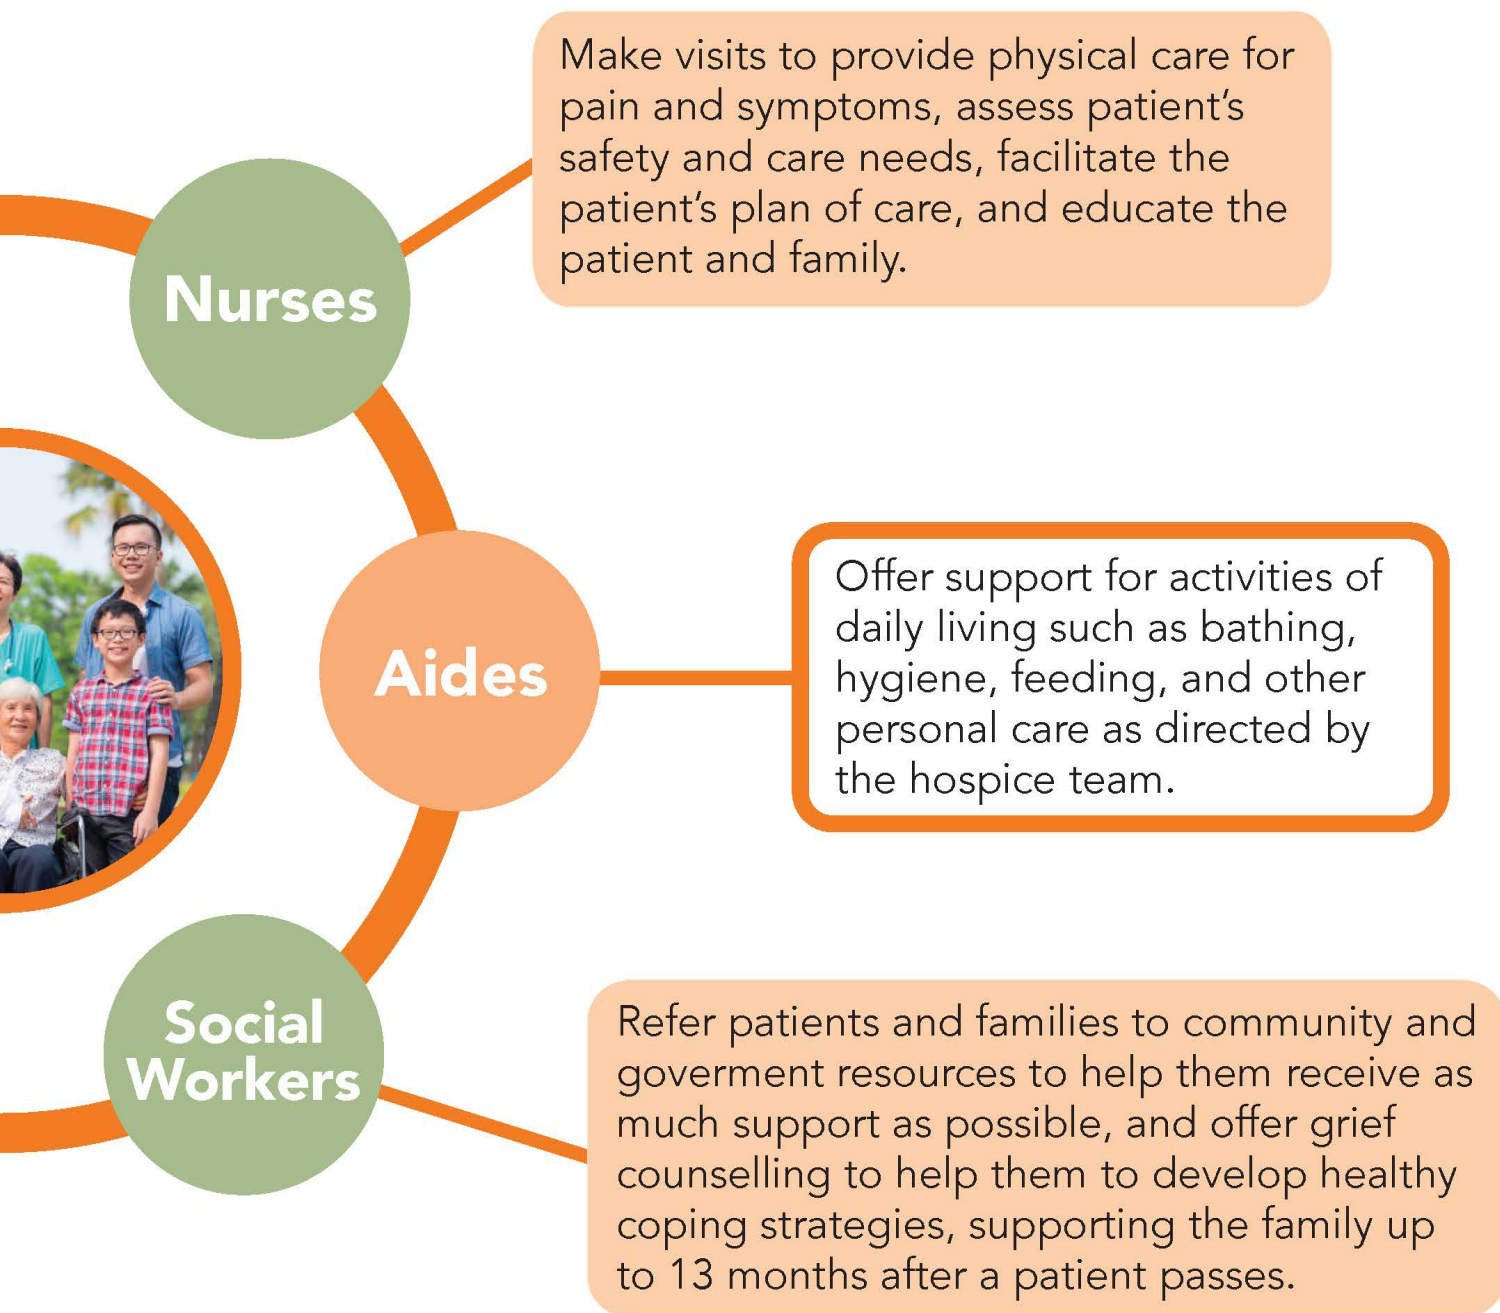 Make visits to provide physical care for
pain and symptoms, assess patient’s
safety and care needs, facilitate the
patient’s plan of care, and educate the
patient and family.
Nurses
Aides
Offer support for activities of
daily living such as bathing,
hygiene, feeding, and other
personal care as directed by
the hospice team.
Social
Workers
Refer patients and families to community and
goverment resources to help them receive as
much support as possible, and offer grief
counselling to help them to develop healthy
coping strategies, supporting the family up
to 13 months after a patient passes.